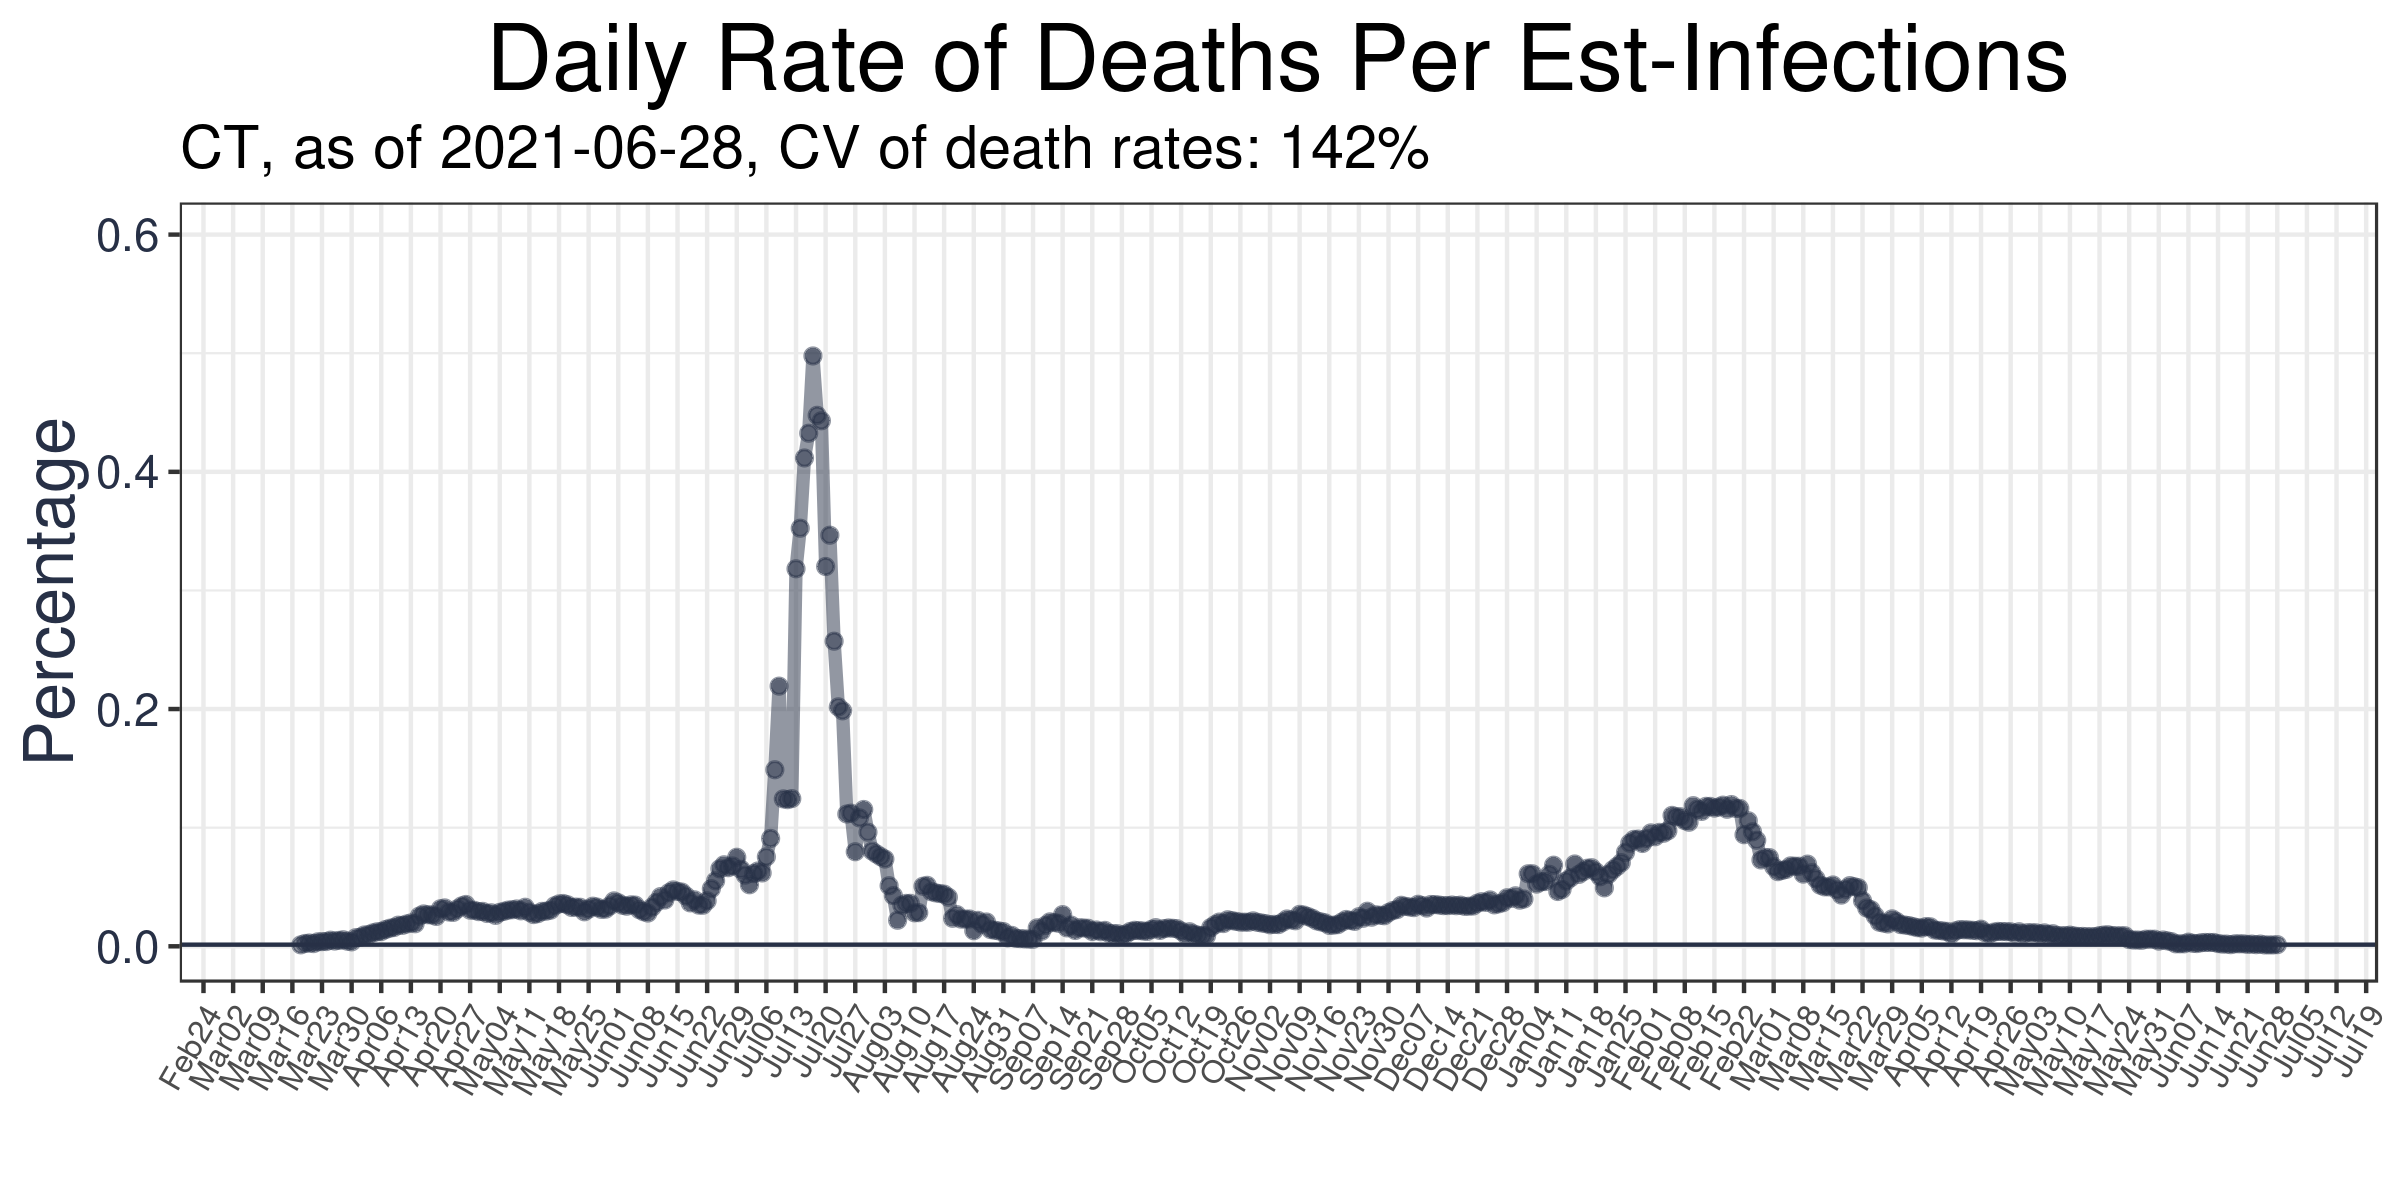 Daily Rate of Deaths Per Est-Infections
CT, as of 2021-06-28, CV of death rates: 142%
Percentage
0.6
0.4
0.2
0.0
Feb24
Mar02
Mar09
Mar16
Mar23
Mar30
Apr06
Apr13
Apr20
Apr27
May04
May11
May18
May25
Jun01
Jun08
Jun15
Jun22
Jun29
Jul06
Jul13
Jul20
Jul27
Aug03
Aug10
Aug17
Aug24
Aug31
Sep07
Sep14
Sep21
Sep28
Oct05
Oct12
Oct19
Oct26
Nov02
Nov09
Nov16
Nov23
Nov30
Dec07
Dec14
Dec21
Dec28
Jan04
Jan11
Jan18
Jan25
Feb01
Feb08
Feb15
Feb22
Mar01
Mar08
Mar15
Mar22
Mar29
Apr05
Apr12
Apr19
Apr26
May03
May10
May17
May24
May31
Jun07
Jun14
Jun21
Jun28
Jul05
Jul12
Jul19